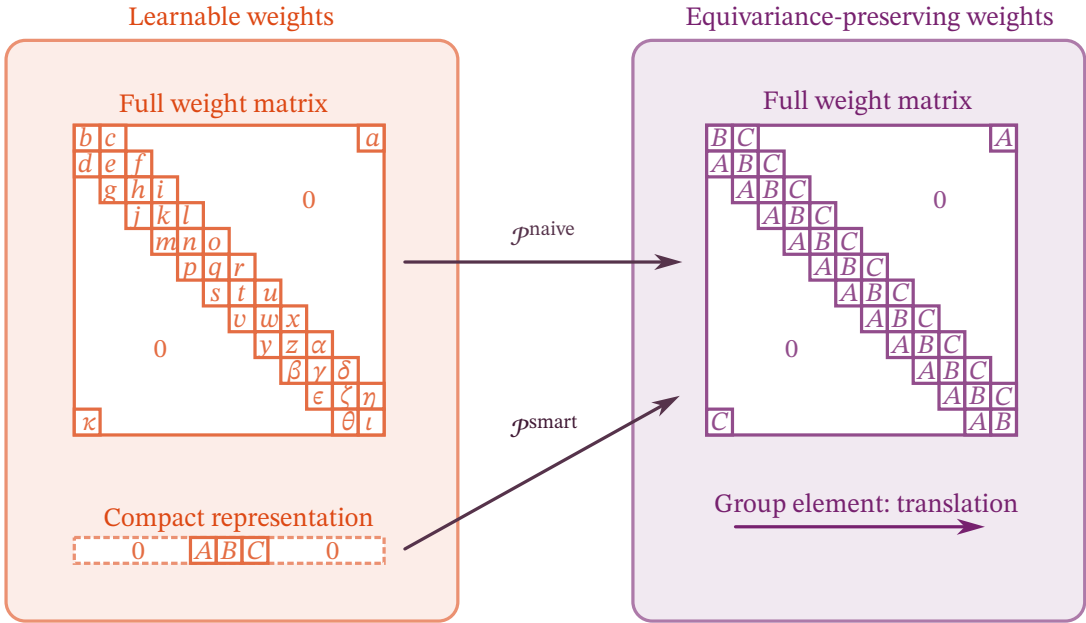 Learnable weights
Full weight matrix
b c a
d e f
g h i
0
j k l
m n o
p q r
s t u
v w x
y z α
0
β γ δ
ϵ ζ η
κ θ ι
Compact representation
0 A B C 0
𝒫naive
𝒫smart
Equivariance-preserving weights
Full weight matrix
B C A
A B C
A B C
0
A B C
A B C
A B C
A B C
A B C
A B C
0
A B C
A B C
C A B
Group element: translation